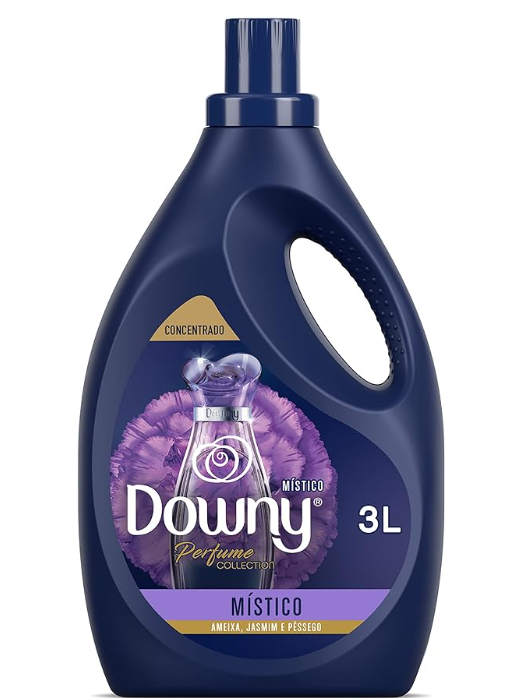 CONCENTRADO
Downy
MÍSTICO
Downy®
3L
Perfume
COLLECTION
MÍSTICO
AMEIXA, JASMIM E PÊSSEGO